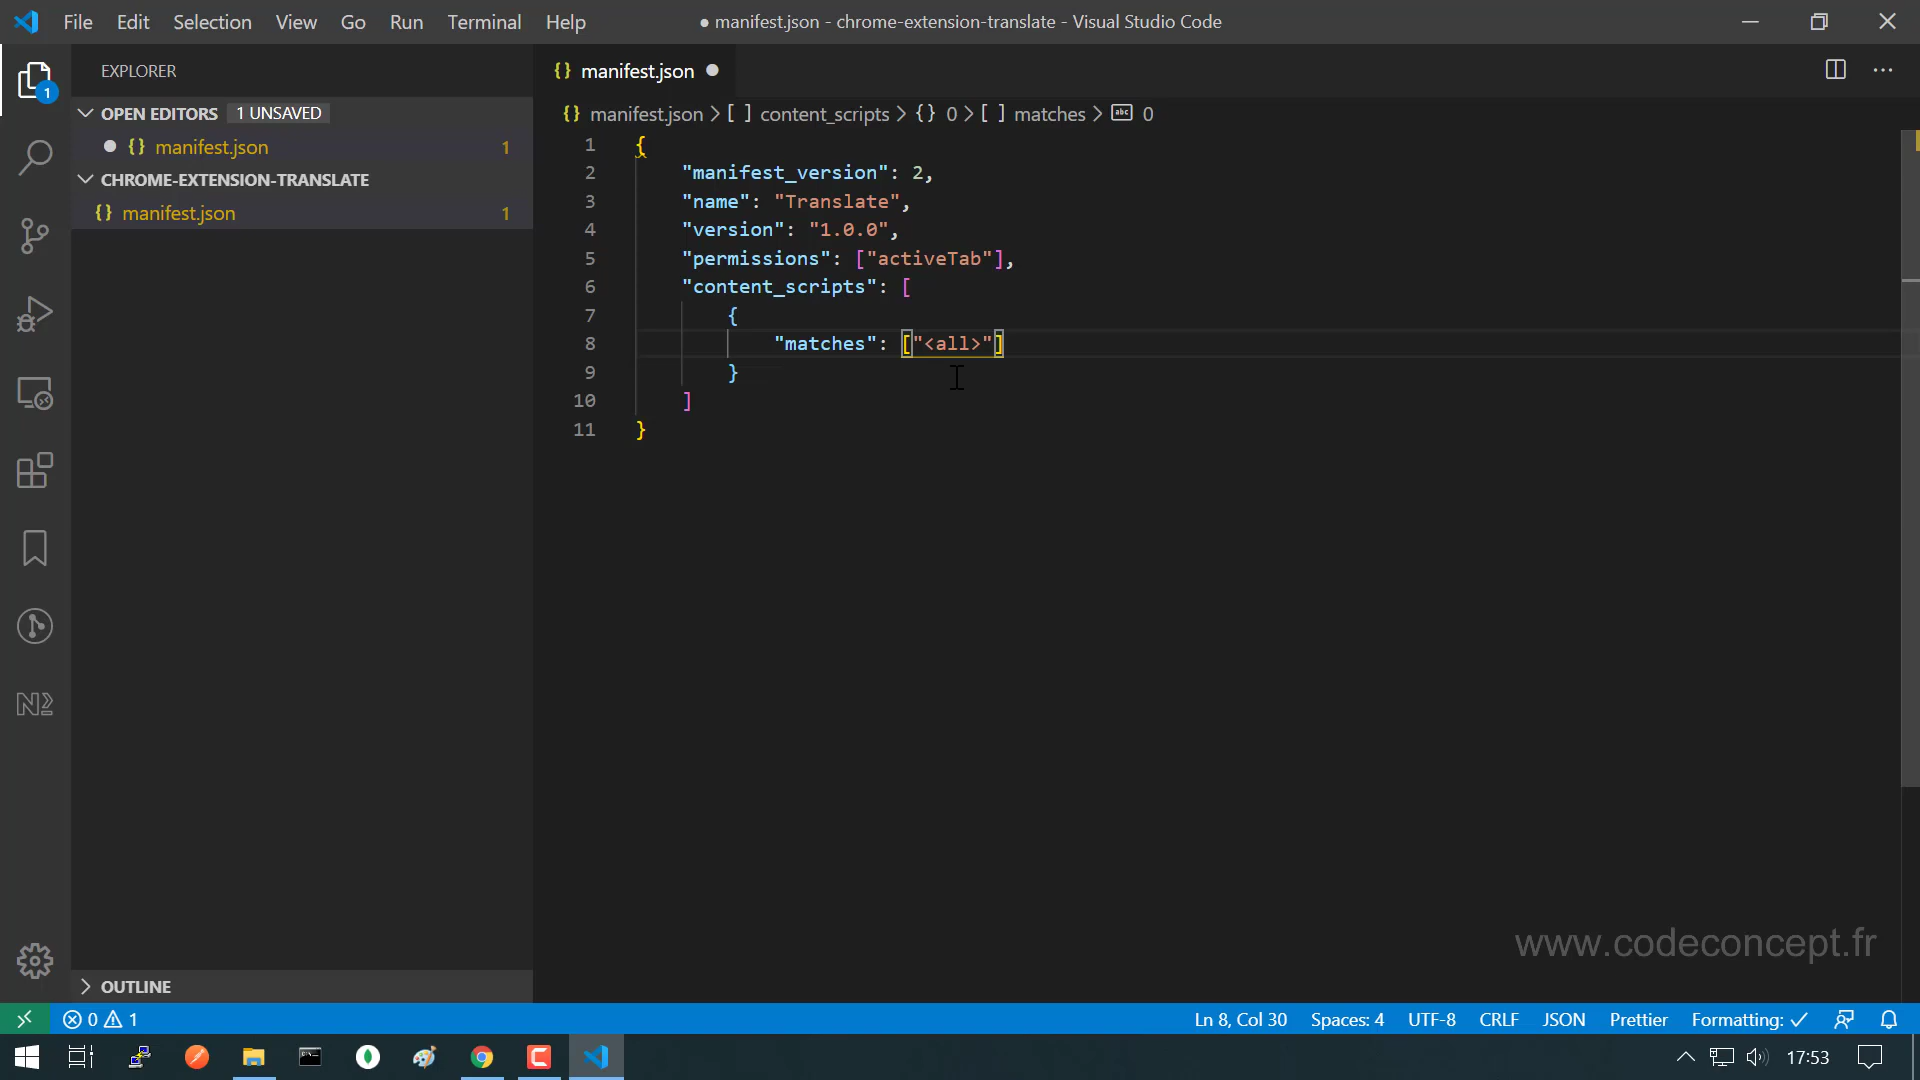 File Edit Selection View Go Run Terminal Help
● manifest.json - chrome-extension-translate - Visual Studio Code
EXPLORER
OPEN EDITORS 1 UNSAVED
{} manifest.json 1
CHROME-EXTENSION-TRANSLATE
{} manifest.json 1
OUTLINE
{} manifest.json
{} manifest.json > [ ] content_scripts > {} 0 > [ ] matches > abc 0
1 {
2 "manifest_version": 2,
3 "name": "Translate",
4 "version": "1.0.0",
5 "permissions": ["activeTab"],
6 "content_scripts": [
7 {
8 "matches": ["<all>"]
9 }
10 ]
11 }
www.codeconcept.fr
0 1
Ln 8, Col 30 Spaces: 4 UTF-8 CRLF JSON Prettier Formatting: ✓
17:53